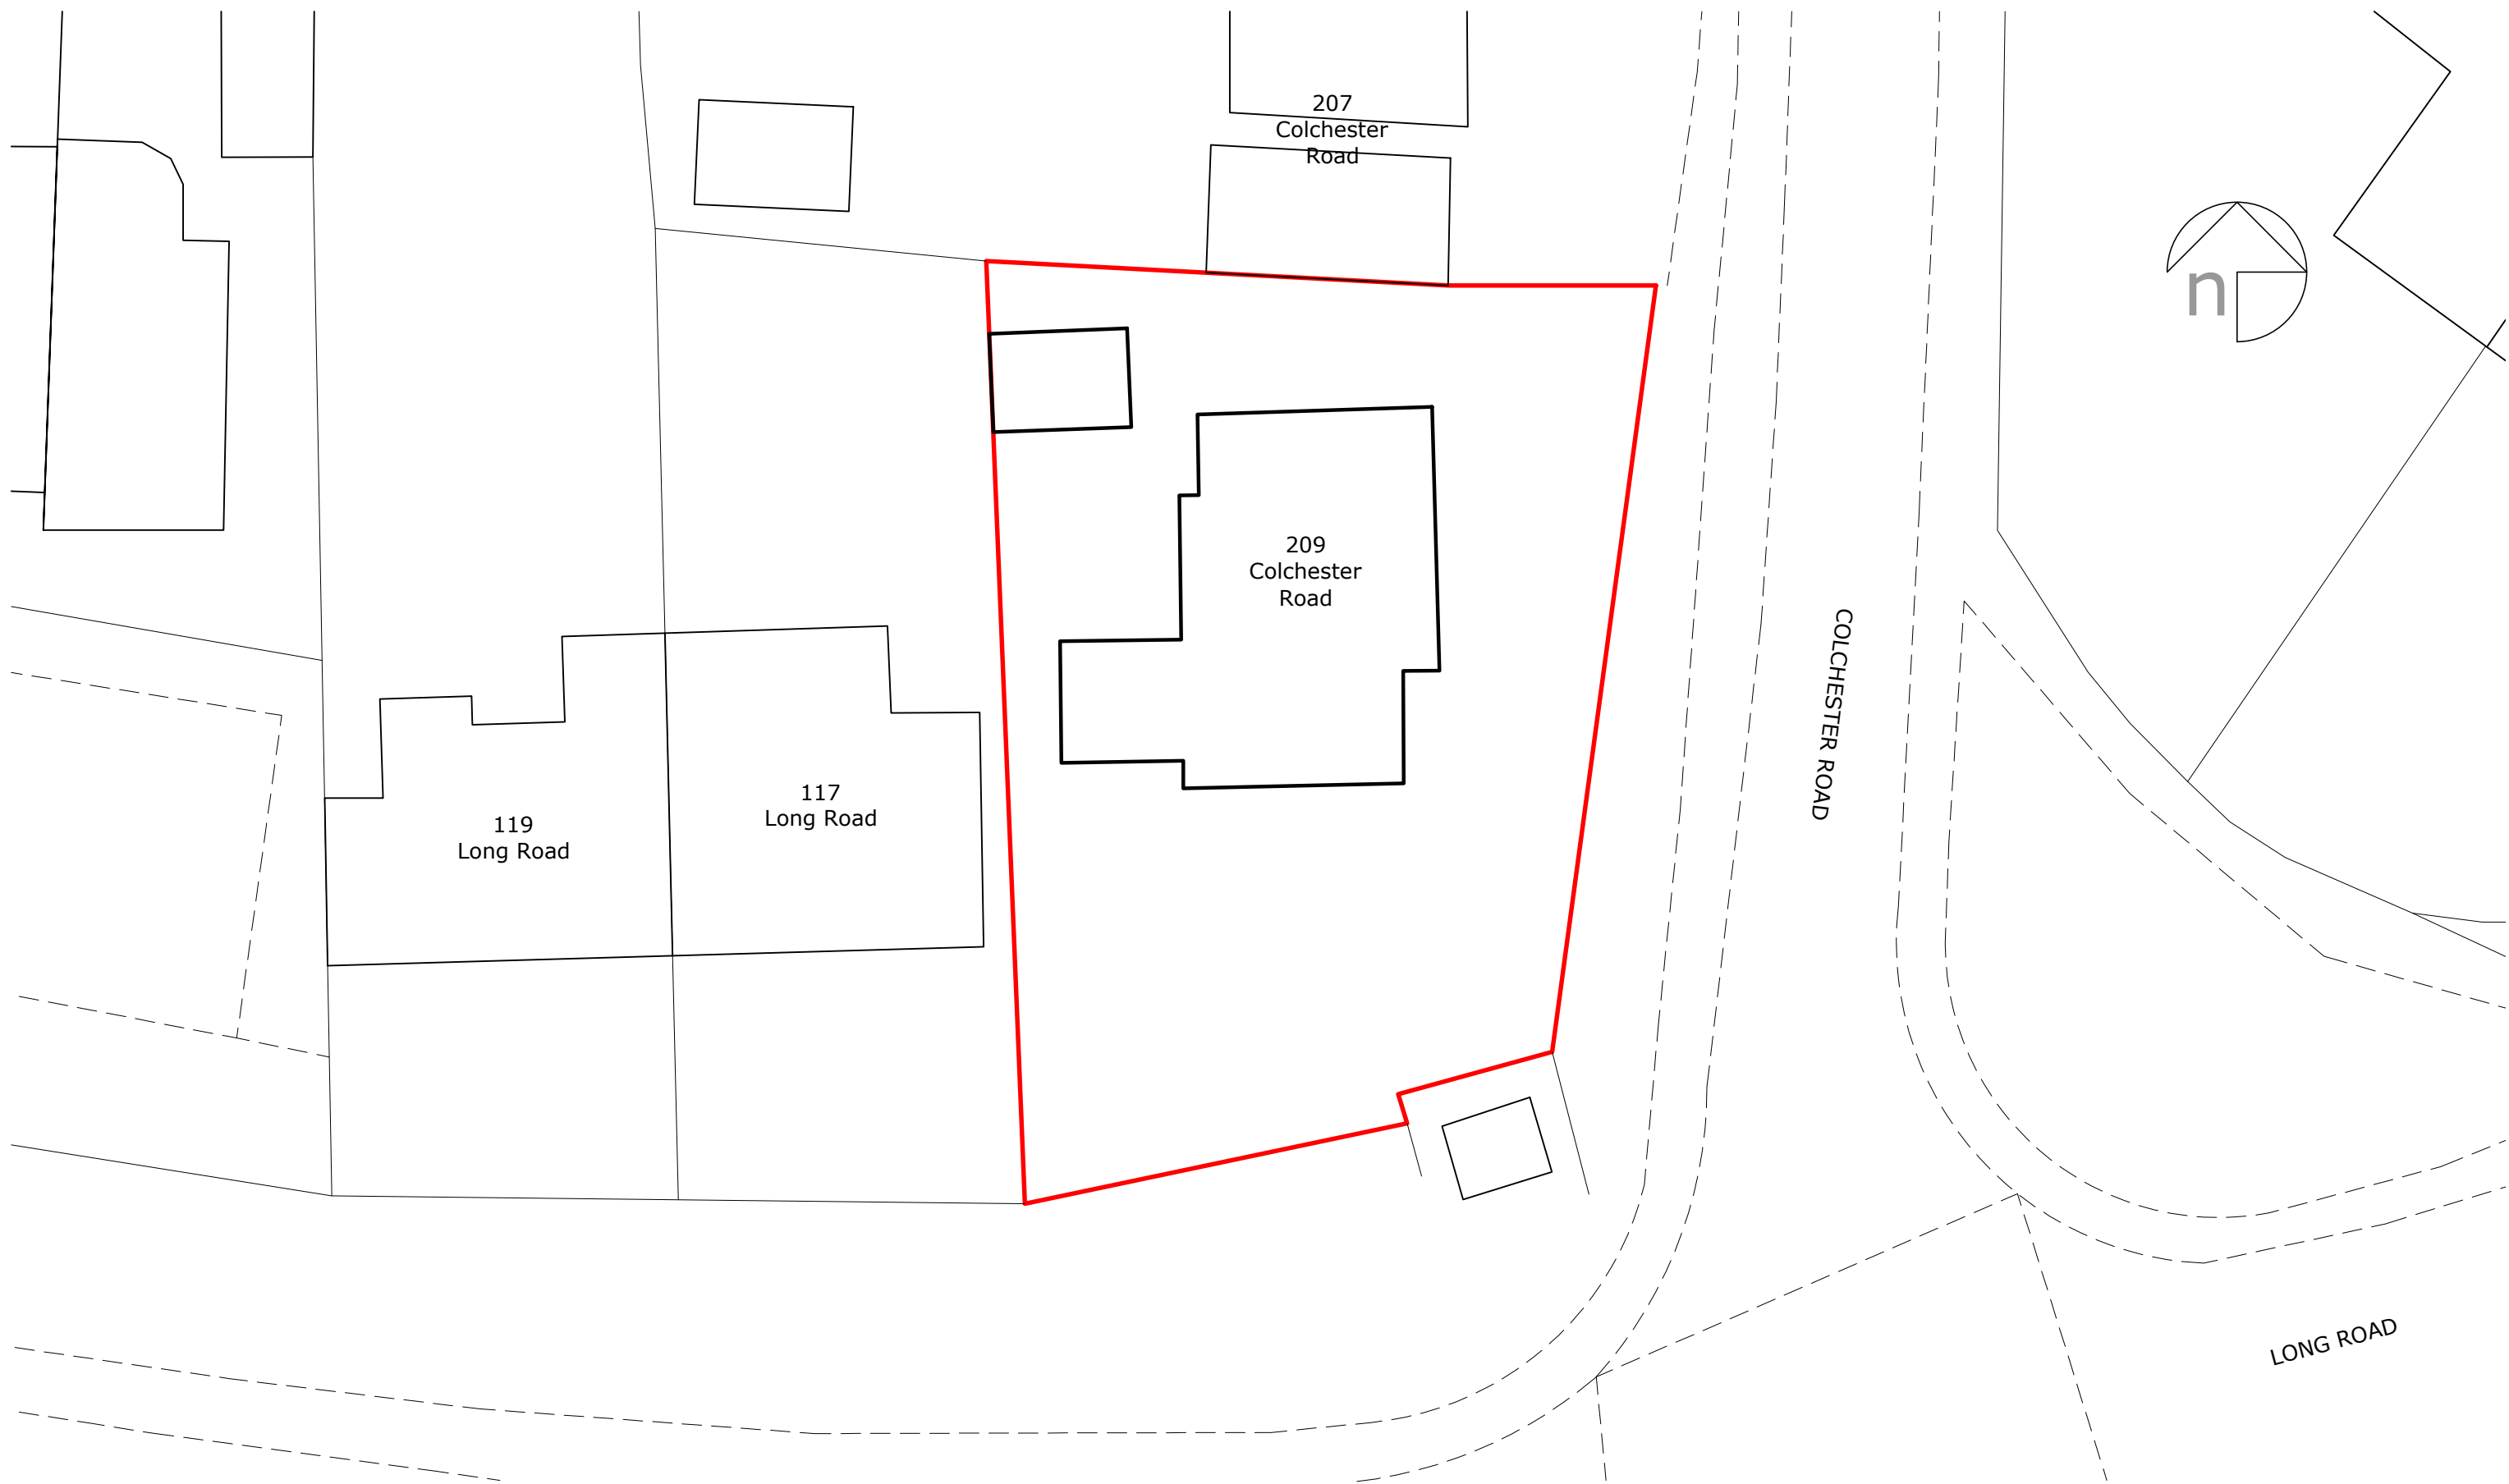 207
Colchester
Road
n
209
Colchester
Road
COLCHESTER ROAD
117
Long Road
119
Long Road
LONG ROAD